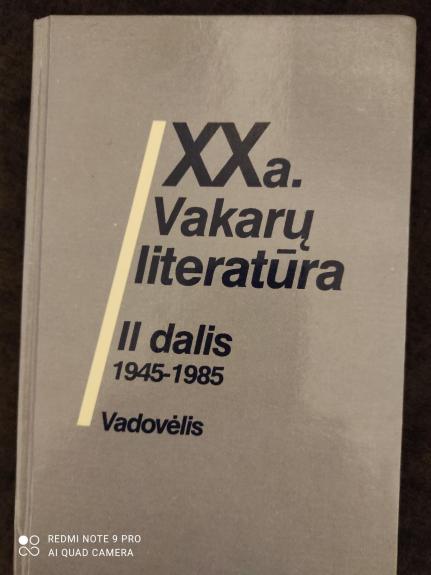 XXa.
Vakarų
literatūra
II dalis
1945-1985
Vadovėlis
REDMI NOTE 9 PRO
AI QUAD CAMERA